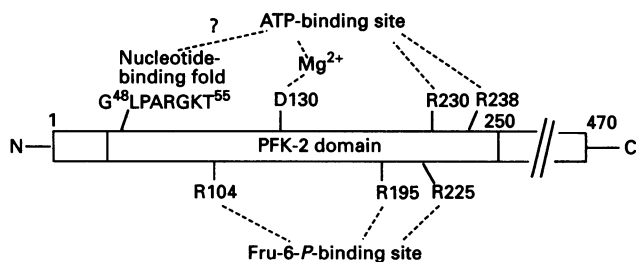 ? ATP-binding site
Nucleotide-
binding fold
Mg²⁺
G⁴⁸LPARGKT⁵⁵ D130 R230 R238
1 250 470
N PFK-2 domain C
R104 R195 R225
Fru-6-P-binding site